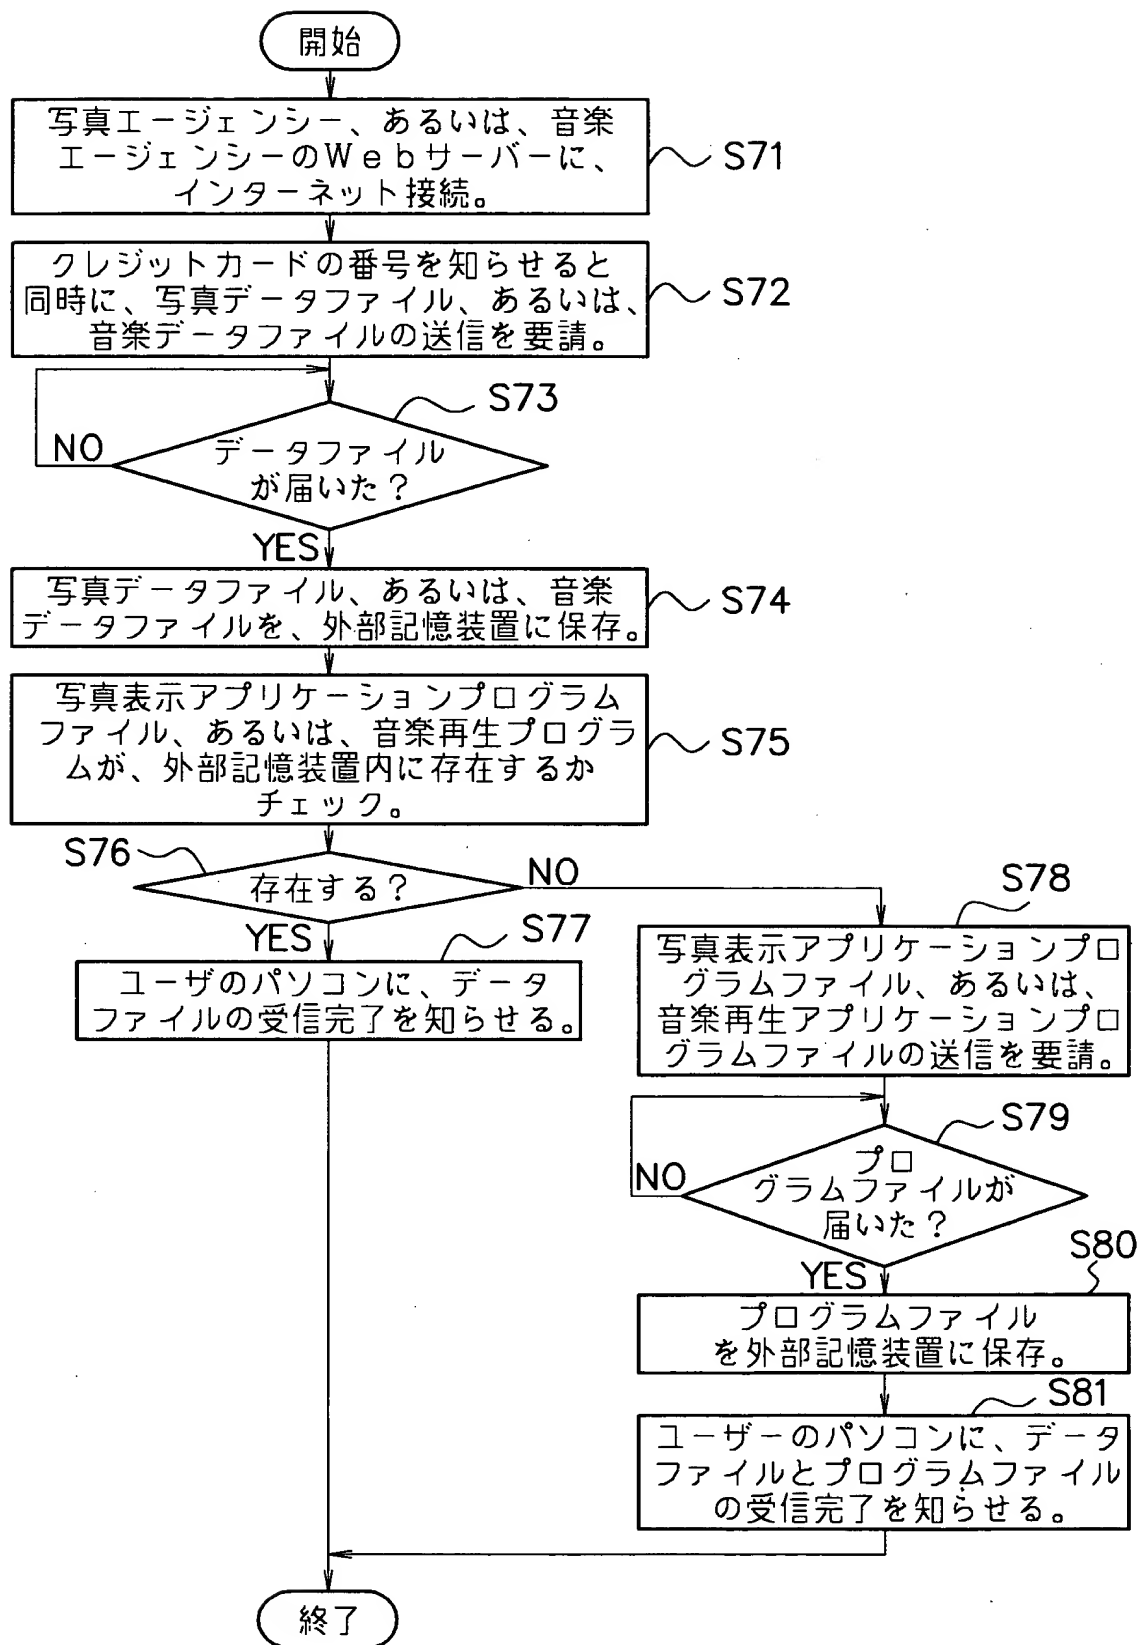 開始
写真エージェンシー、あるいは、音楽
エージェンシーのWebサーバーに、
インターネット接続。
S71
クレジットカードの番号を知らせると
同時に、写真データファイル、あるいは、
音楽データファイルの送信を要請。
S72
S73
NO
データファイル
が届いた?
YES
写真データファイル、あるいは、音楽
データファイルを、外部記憶装置に保存。
S74
写真表示アプリケーションプログラム
ファイル、あるいは、音楽再生プログラ
ムが、外部記憶装置内に存在するか
チェック。
S75
S76
存在する?
NO
YES
S77
ユーザのパソコンに、データ
ファイルの受信完了を知らせる。
S78
写真表示アプリケーションプロ
グラムファイル、あるいは、
音楽再生アプリケーションプロ
グラムファイルの送信を要請。
S79
NO
プロ
グラムファイルが
届いた?
YES
S80
プログラムファイル
を外部記憶装置に保存。
S81
ユーザーのパソコンに、データ
ファイルとプログラムファイル
の受信完了を知らせる。
終了